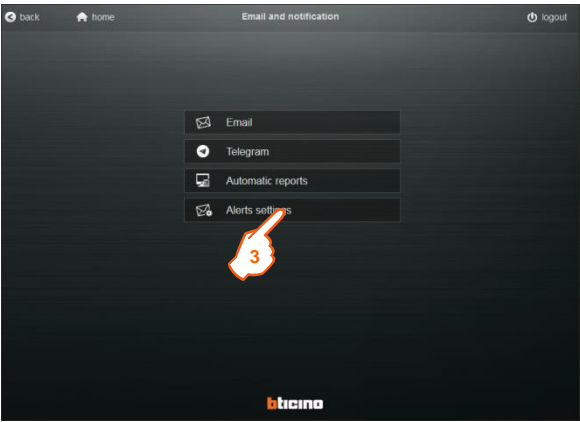 back
home
Email and notification
logout
Email
Telegram
Automatic reports
Alerts settings
3
bticino